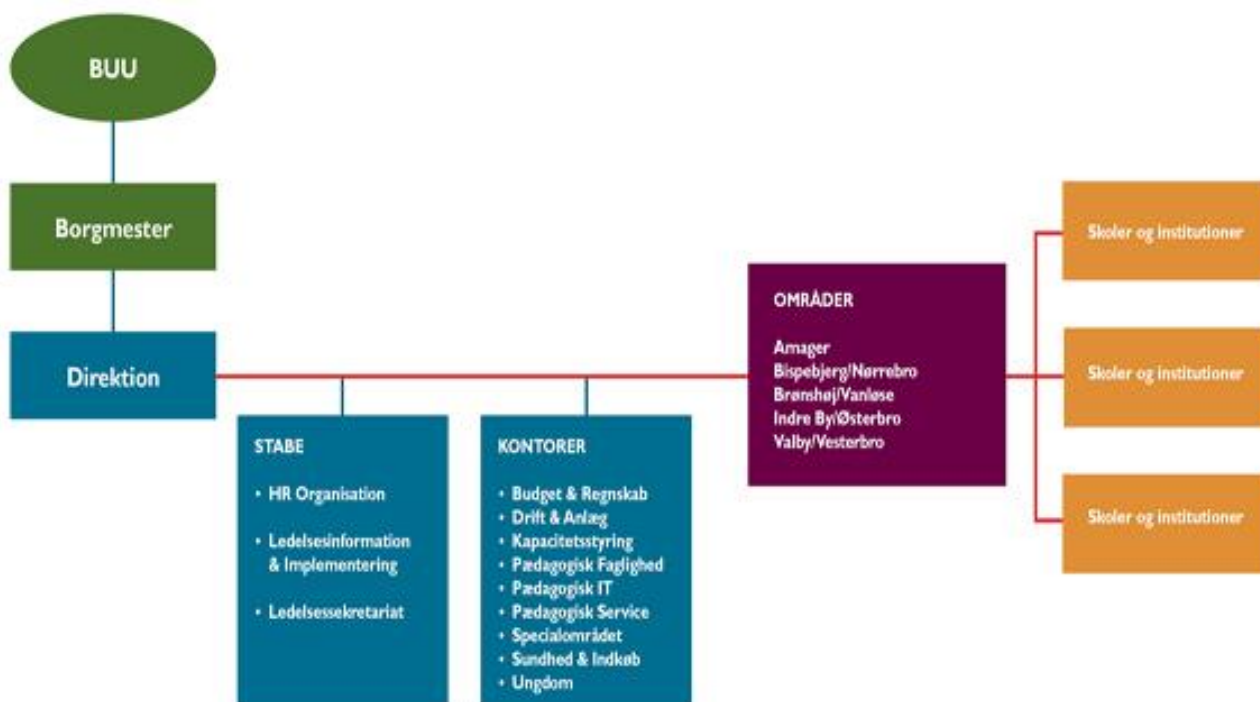 BUU
Borgmester
Direktion
STABE
• HR Organisation
• Ledelsesinformation
& Implementering
• Ledelsessekretariat
KONTORER
• Budget & Regnskab
• Drift & Anlæg
• Kapacitetsstyring
• Pædagogisk Faglighed
• Pædagogisk IT
• Pædagogisk Service
• Specialområdet
• Sundhed & Indkøb
• Ungdom
OMRÅDER
Amager
Bispebjerg/Nørrebro
Brønshøj/Vanløse
Indre By/Østerbro
Valby/Vesterbro
Skoler og institutioner
Skoler og institutioner
Skoler og institutioner